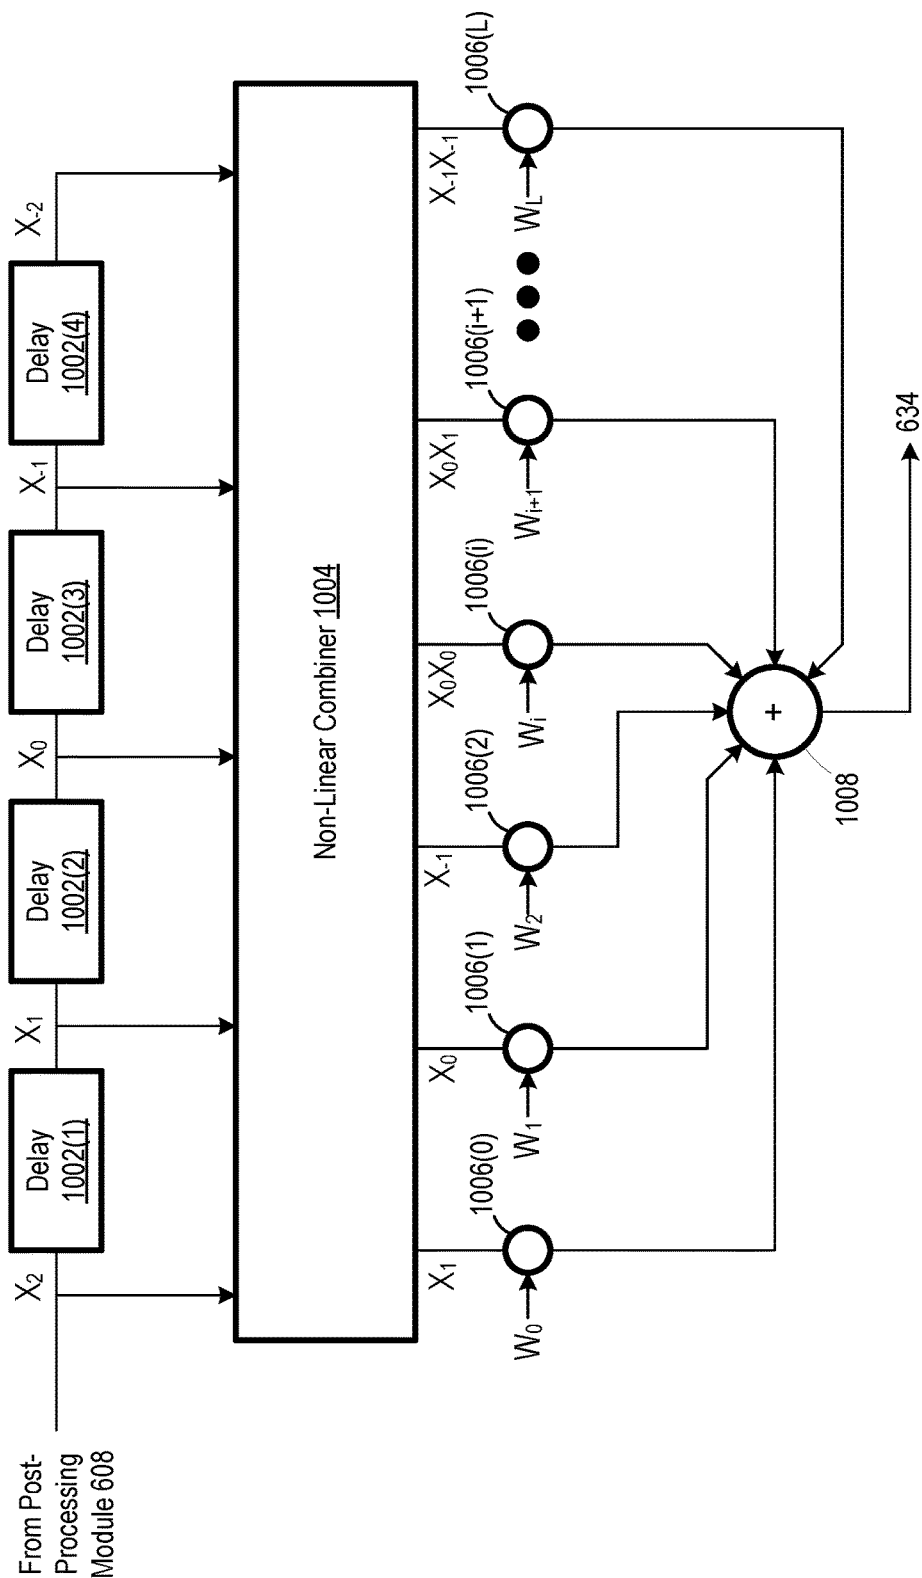 From Post-
Processing
Module 608
X₂
Delay
1002(1)
X₁
Delay
1002(2)
X₀
Delay
1002(3)
X₋₁
Delay
1002(4)
X₋₂
Non-Linear Combiner 1004
X₁
X₀
X₋₁
X₀X₀
X₀X₁
X₋₁X₋₁
1006(0)
1006(1)
1006(2)
1006(i)
1006(i+1)
1006(L)
W₀
W₁
W₂
Wᵢ
Wᵢ₊₁
W_L
+
1008
634